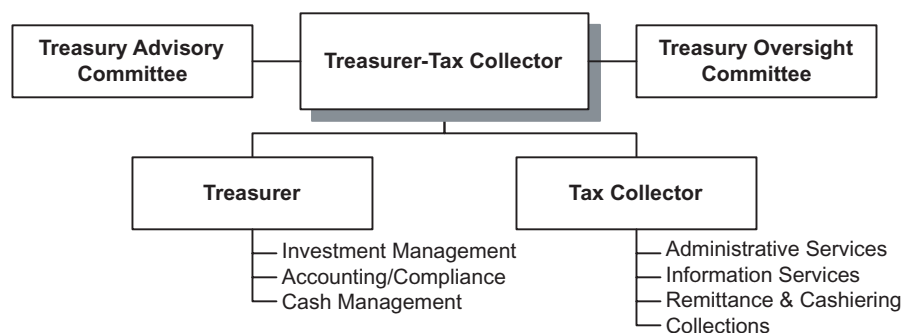 Treasury Advisory
Committee
Treasurer-Tax Collector
Treasury Oversight
Committee
Treasurer
Tax Collector
Investment Management
Accounting/Compliance
Cash Management
Administrative Services
Information Services
Remittance & Cashiering
Collections